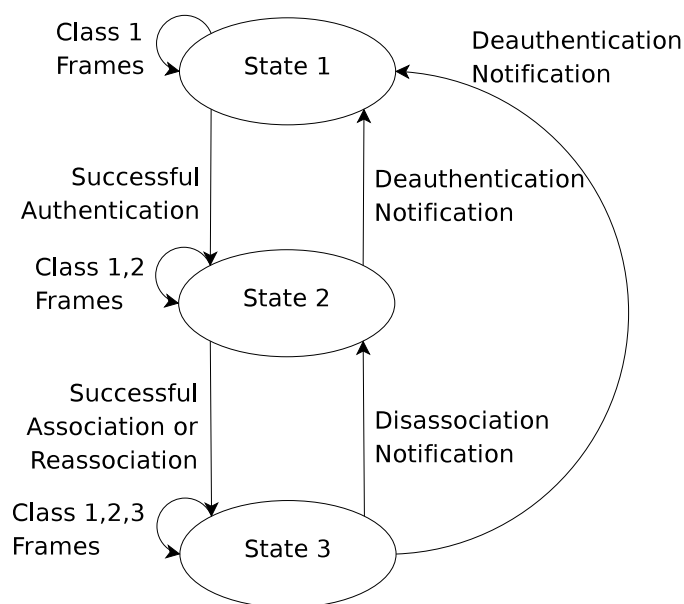 Class 1
Frames
State 1
Deauthentication
Notification
Successful
Authentication
Deauthentication
Notification
Class 1,2
Frames
State 2
Successful
Association or
Reassociation
Disassociation
Notification
Class 1,2,3
Frames
State 3